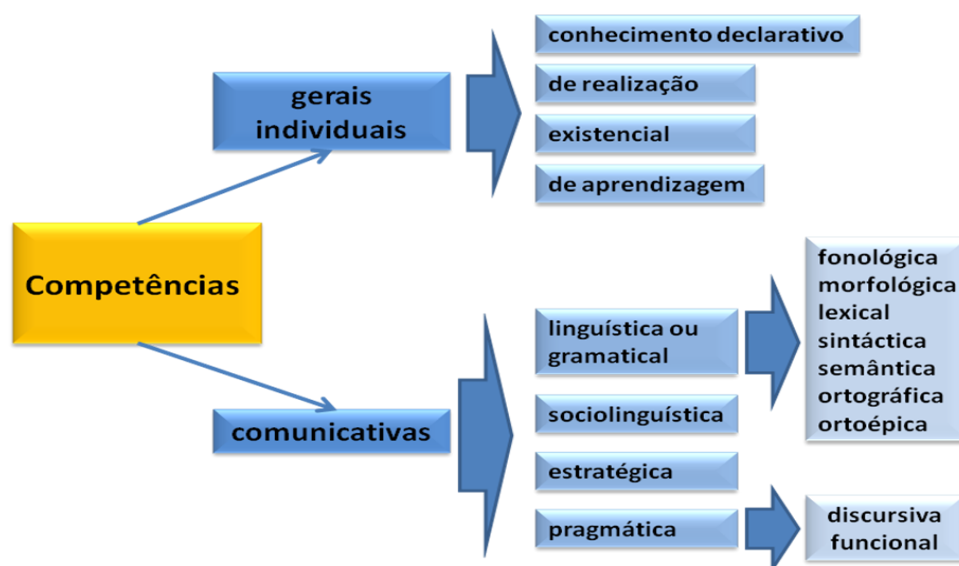 Competências
gerais
individuais
conhecimento declarativo
de realização
existencial
de aprendizagem
comunicativas
linguística ou
gramatical
sociolinguística
estratégica
pragmática
fonológica
morfológica
lexical
sintáctica
semântica
ortográfica
ortoépica
discursiva
funcional